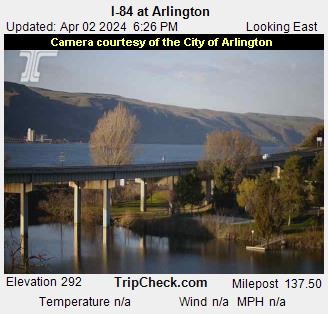 I-84 at Arlington
Updated: Apr 02 2024 6:26 PM Looking East
Camera courtesy of the City of Arlington
Elevation 292 TripCheck.com Milepost 137.50
Temperature n/a Wind n/a MPH n/a